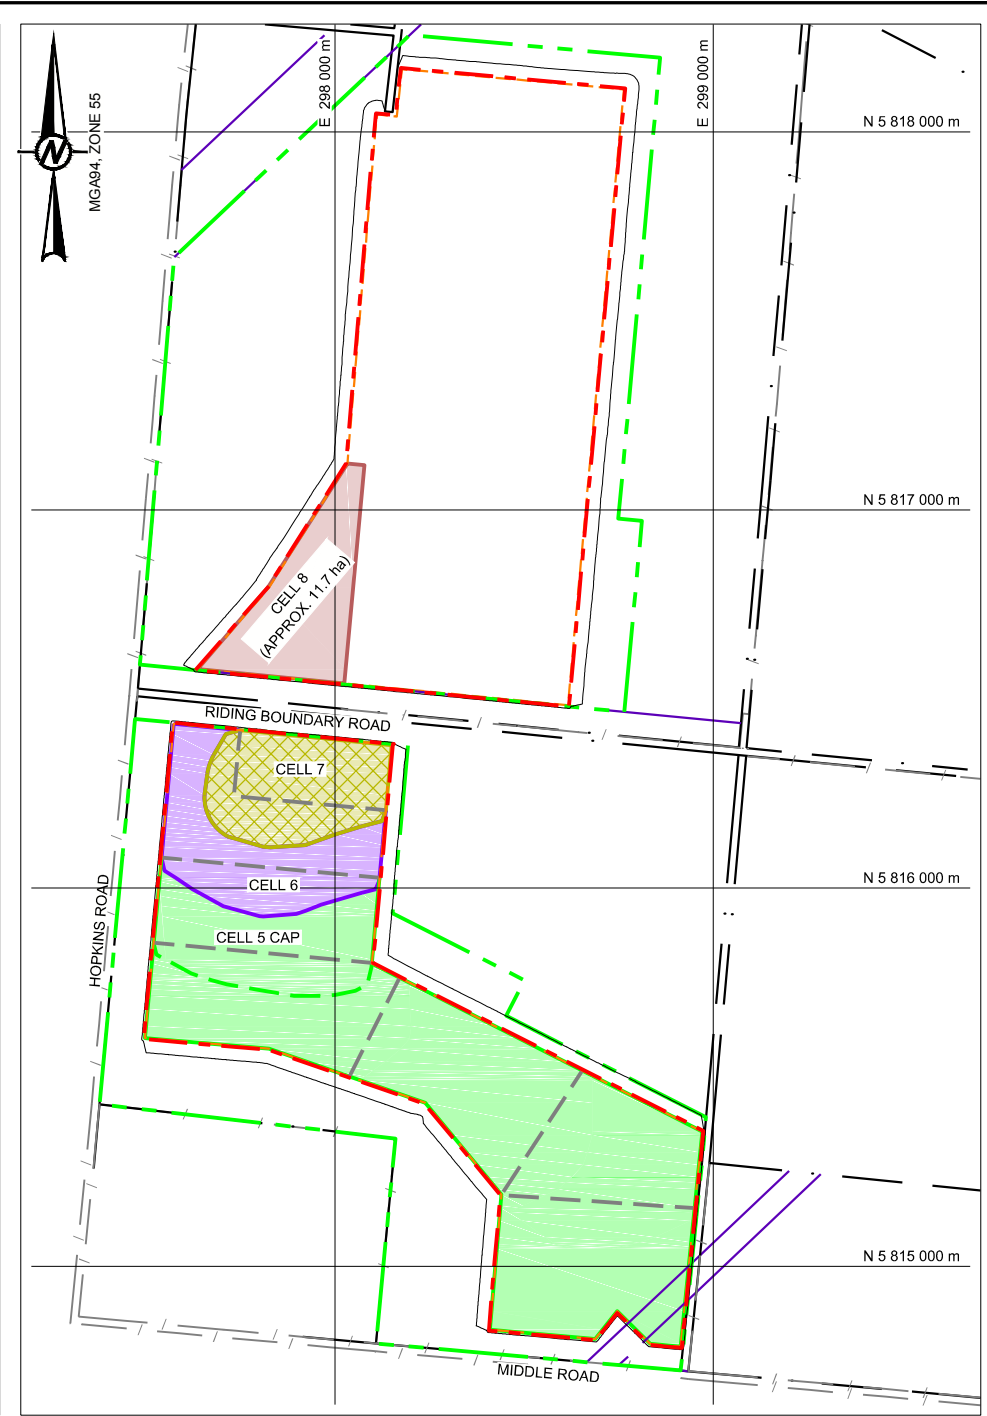 N
MGA94, ZONE 55
E 298 000 m
E 299 000 m
N 5 818 000 m
N 5 817 000 m
CELL 8
(APPROX. 11.7 ha)
RIDING BOUNDARY ROAD
CELL 7
N 5 816 000 m
CELL 6
HOPKINS ROAD
CELL 5 CAP
N 5 815 000 m
MIDDLE ROAD